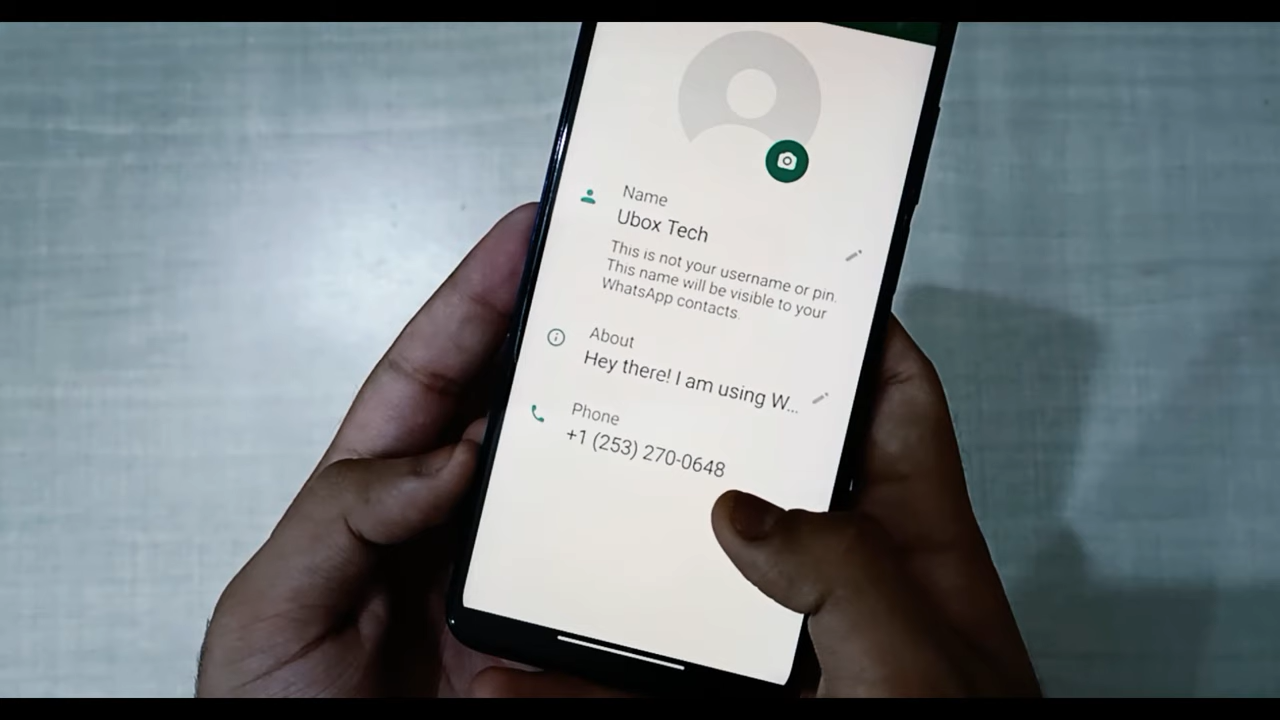 Name
Ubox Tech
This is not your username or pin.
This name will be visible to your
WhatsApp contacts.
About
Hey there! I am using W...
Phone
+1 (253) 270-0648